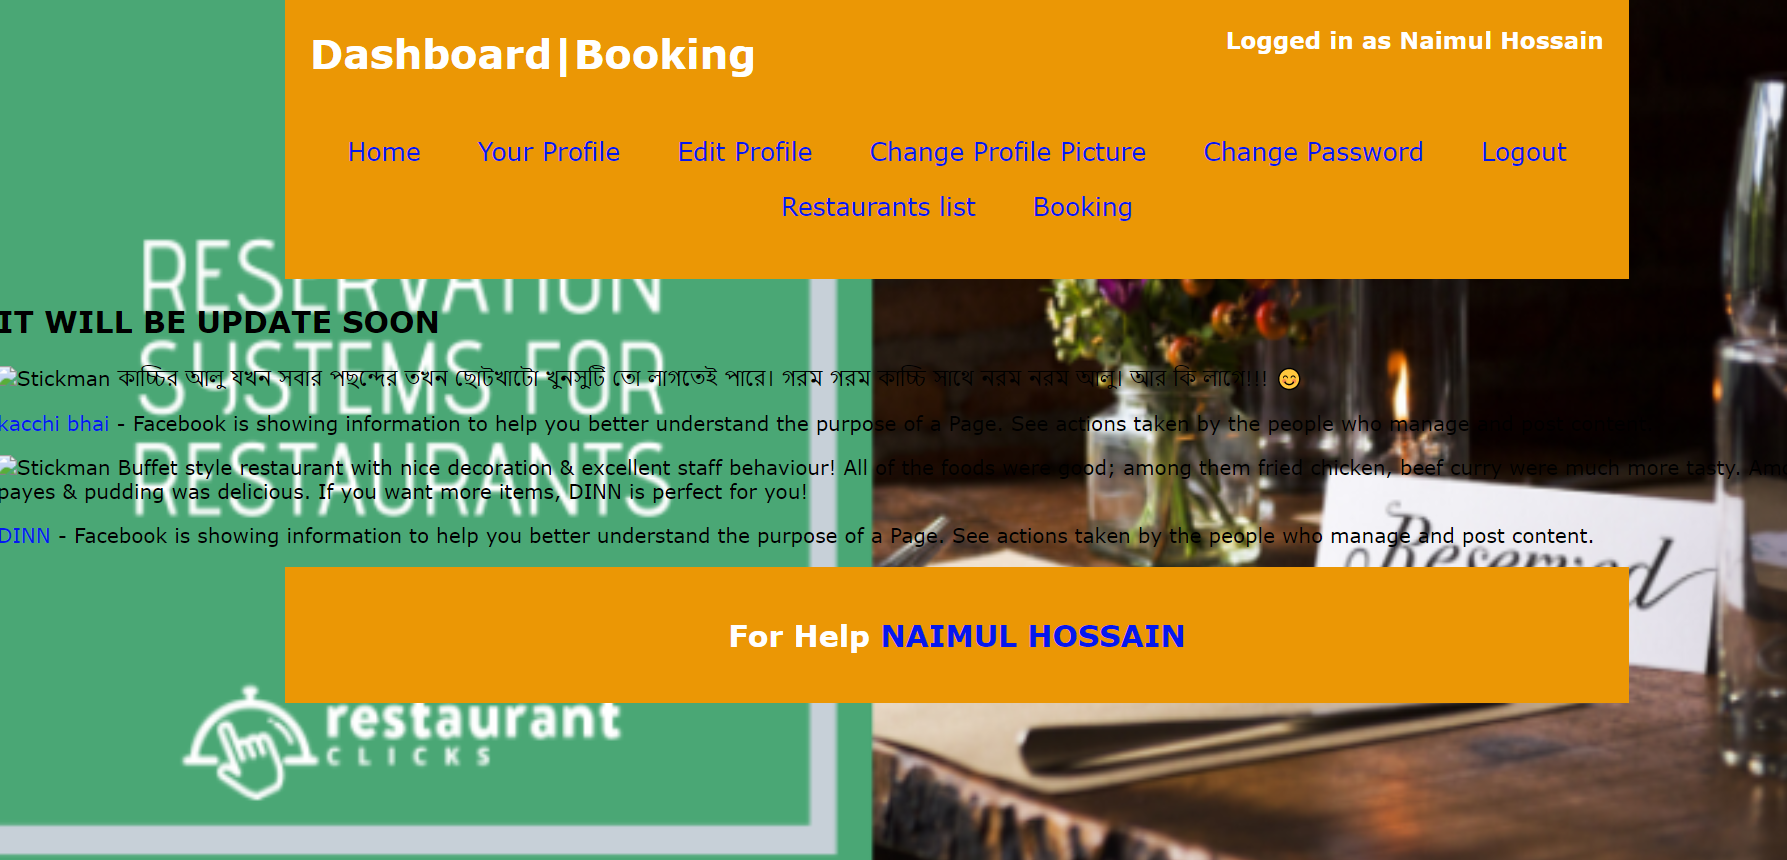 Dashboard|Booking
Logged in as Naimul Hossain
Home Your Profile Edit Profile Change Profile Picture Change Password Logout
Restaurants list Booking
RESERVATION
IT WILL BE UPDATE SOON
SYSTEMS FOR
Stickman কাচ্চির আলু যখন সবার পছন্দের তখন ছোটখাটো খুনসুটি তো লাগতেই পারে। গরম গরম কাচ্চি সাথে নরম নরম আলু। আর কি লাগে!!! 😊
kacchi bhai - Facebook is showing information to help you better understand the purpose of a Page. See actions taken by the people who manage and post content.
RESTAURANTS
Stickman Buffet style restaurant with nice decoration & excellent staff behaviour! All of the foods were good; among them fried chicken, beef curry were much more tasty.
payes & pudding was delicious. If you want more items, DINN is perfect for you!
DINN - Facebook is showing information to help you better understand the purpose of a Page. See actions taken by the people who manage and post content.
Reserved
For Help NAIMUL HOSSAIN
restaurant
CLICKS